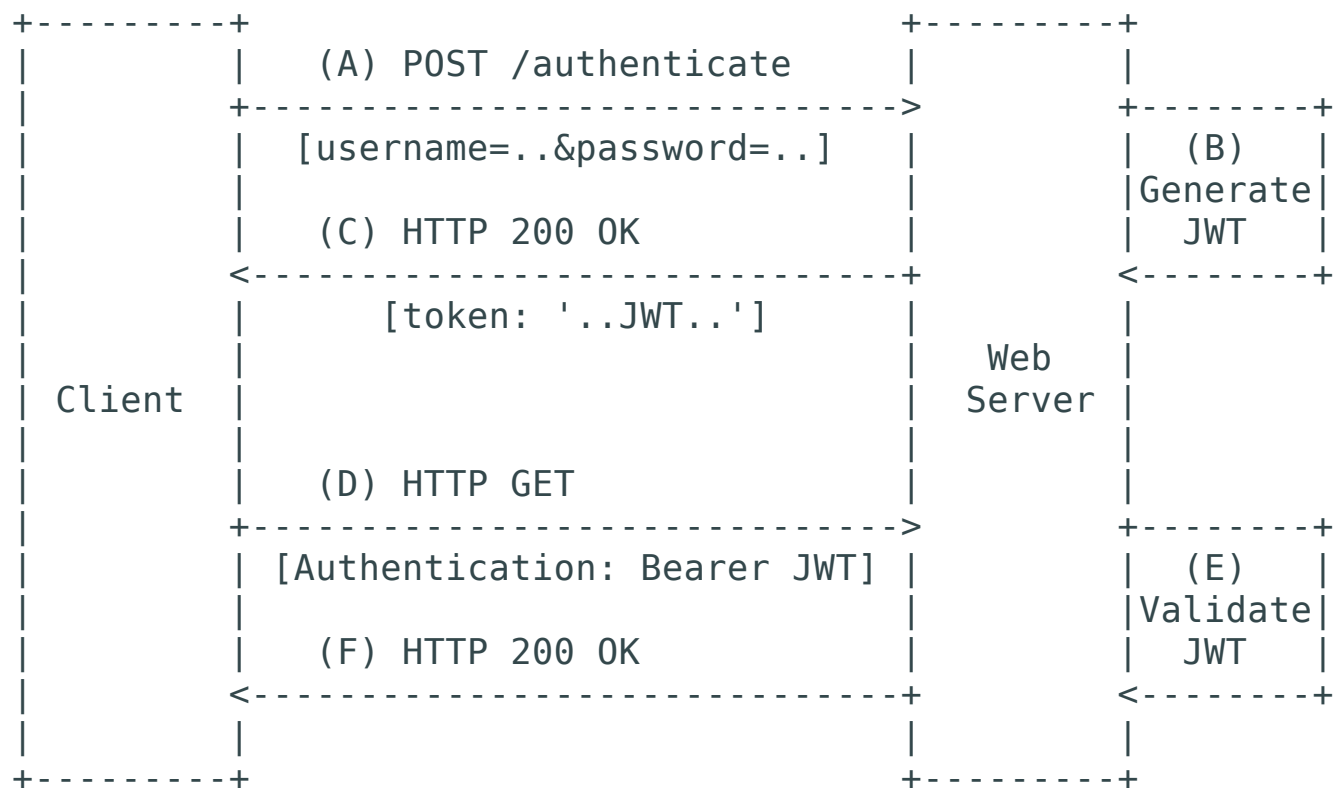 (A) POST /authenticate
[username=..&password=..]
(B)
Generate
JWT
(C) HTTP 200 OK
[token: '..JWT..']
Client
Web
Server
(D) HTTP GET
[Authentication: Bearer JWT]
(E)
Validate
JWT
(F) HTTP 200 OK